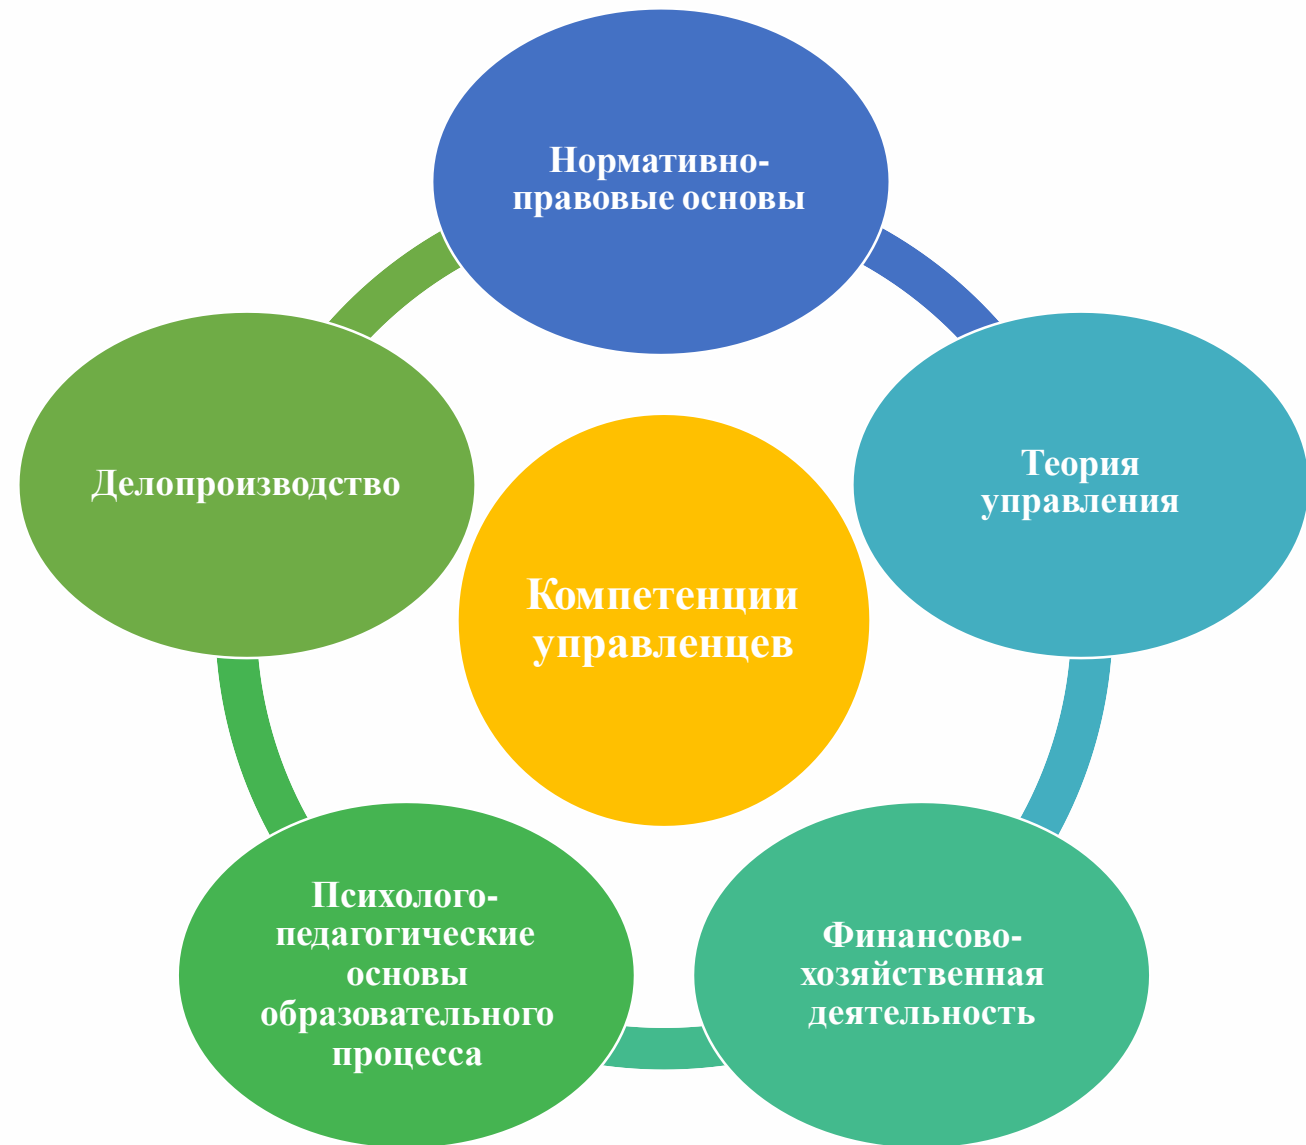 Нормативно-
правовые основы
Теория
управления
Финансово-
хозяйственная
деятельность
Психолого-
педагогические
основы
образовательного
процесса
Делопроизводство
Компетенции
управленцев